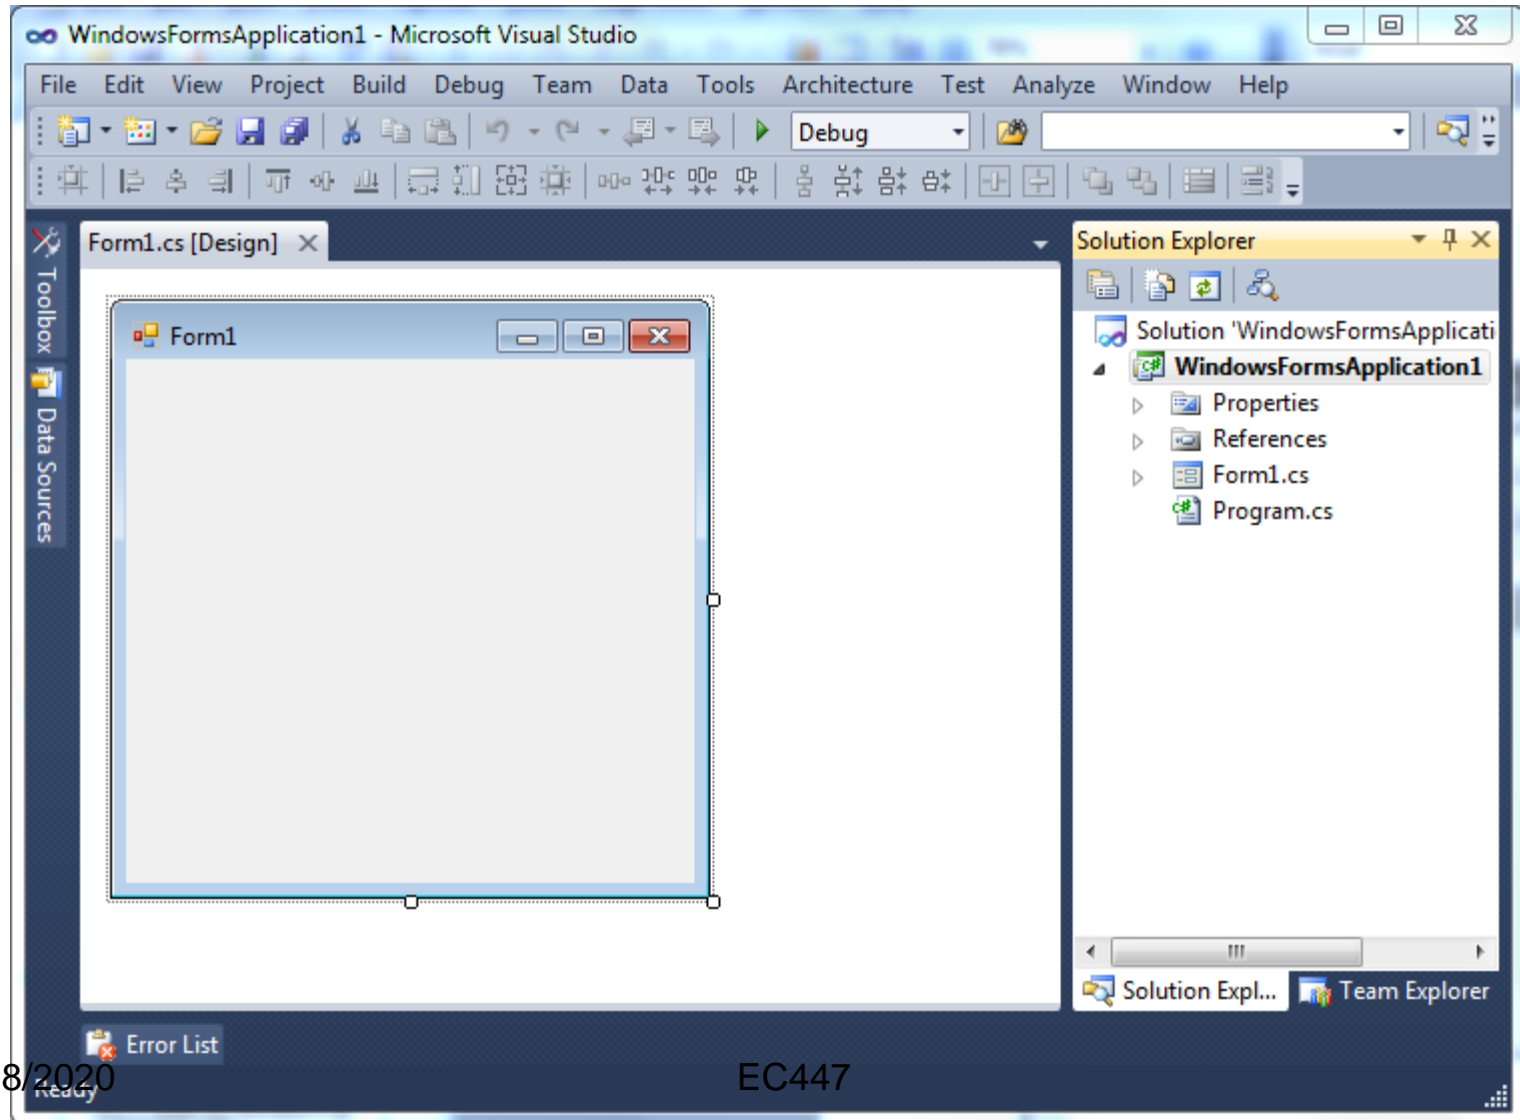 WindowsFormsApplication1 - Microsoft Visual Studio
File Edit View Project Build Debug Team Data Tools Architecture Test Analyze Window Help
Debug
Toolbox
Data Sources
Form1.cs [Design]
Form1
Solution Explorer
Solution 'WindowsFormsApplicati
WindowsFormsApplication1
Properties
References
Form1.cs
Program.cs
Solution Expl... Team Explorer
Error List
Ready
8/2020
EC447